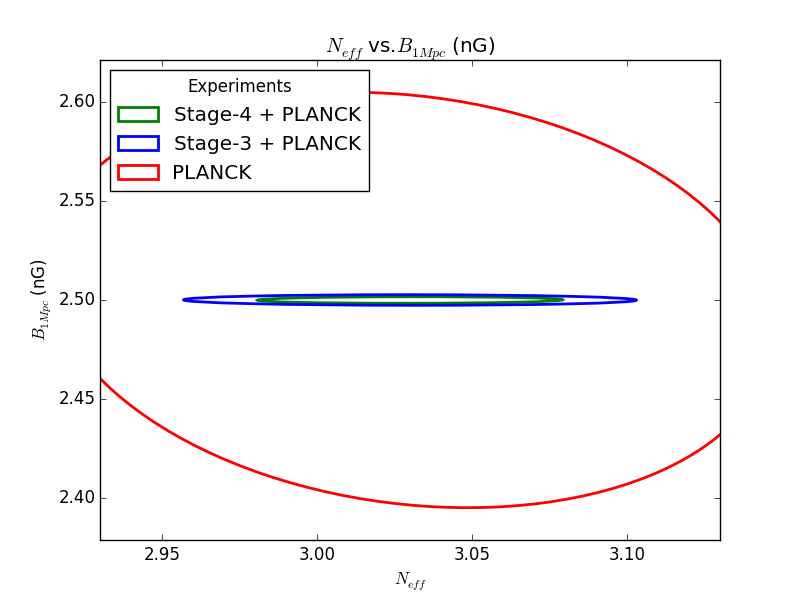 N_eff vs. B_1Mpc (nG)
Experiments
Stage-4 + PLANCK
Stage-3 + PLANCK
PLANCK
2.60
2.55
2.50
2.45
2.40
B_1Mpc (nG)
2.95 3.00 3.05 3.10
N_eff